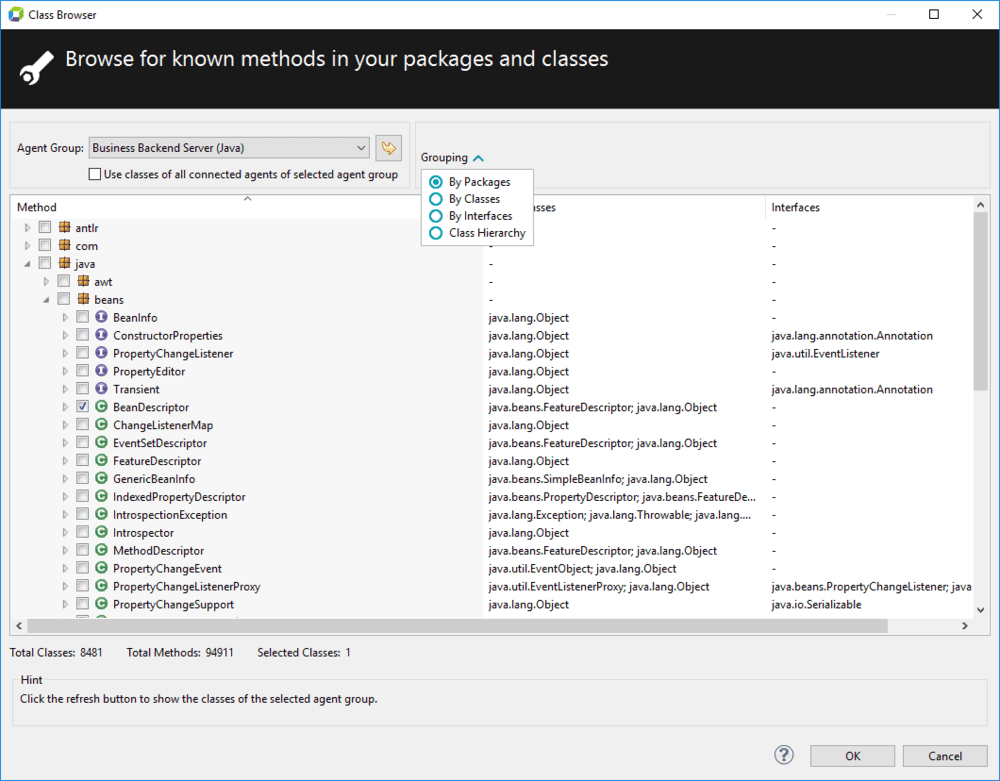 Class Browser
Browse for known methods in your packages and classes
Agent Group: Business Backend Server (Java)
Use classes of all connected agents of selected agent group
Grouping
By Packages
By Classes
By Interfaces
Class Hierarchy
Method asses Interfaces
antlr -
com - -
java - -
awt - -
beans - -
BeanInfo java.lang.Object -
ConstructorProperties java.lang.Object java.lang.annotation.Annotation
PropertyChangeListener java.lang.Object java.util.EventListener
PropertyEditor java.lang.Object -
Transient java.lang.Object java.lang.annotation.Annotation
BeanDescriptor java.beans.FeatureDescriptor; java.lang.Object -
ChangeListenerMap java.lang.Object -
EventSetDescriptor java.beans.FeatureDescriptor; java.lang.Object -
FeatureDescriptor java.lang.Object -
GenericBeanInfo java.beans.SimpleBeanInfo; java.lang.Object -
IndexedPropertyDescriptor java.beans.PropertyDescriptor; java.beans.FeatureDe... -
IntrospectionException java.lang.Exception; java.lang.Throwable; java.lang.... -
Introspector java.lang.Object -
MethodDescriptor java.beans.FeatureDescriptor; java.lang.Object -
PropertyChangeEvent java.util.EventObject; java.lang.Object -
PropertyChangeListenerProxy java.util.EventListenerProxy; java.lang.Object java.beans.PropertyChangeListener; java
PropertyChangeSupport java.lang.Object java.io.Serializable
Total Classes: 8481 Total Methods: 94911 Selected Classes: 1
Hint
Click the refresh button to show the classes of the selected agent group.
? OK Cancel